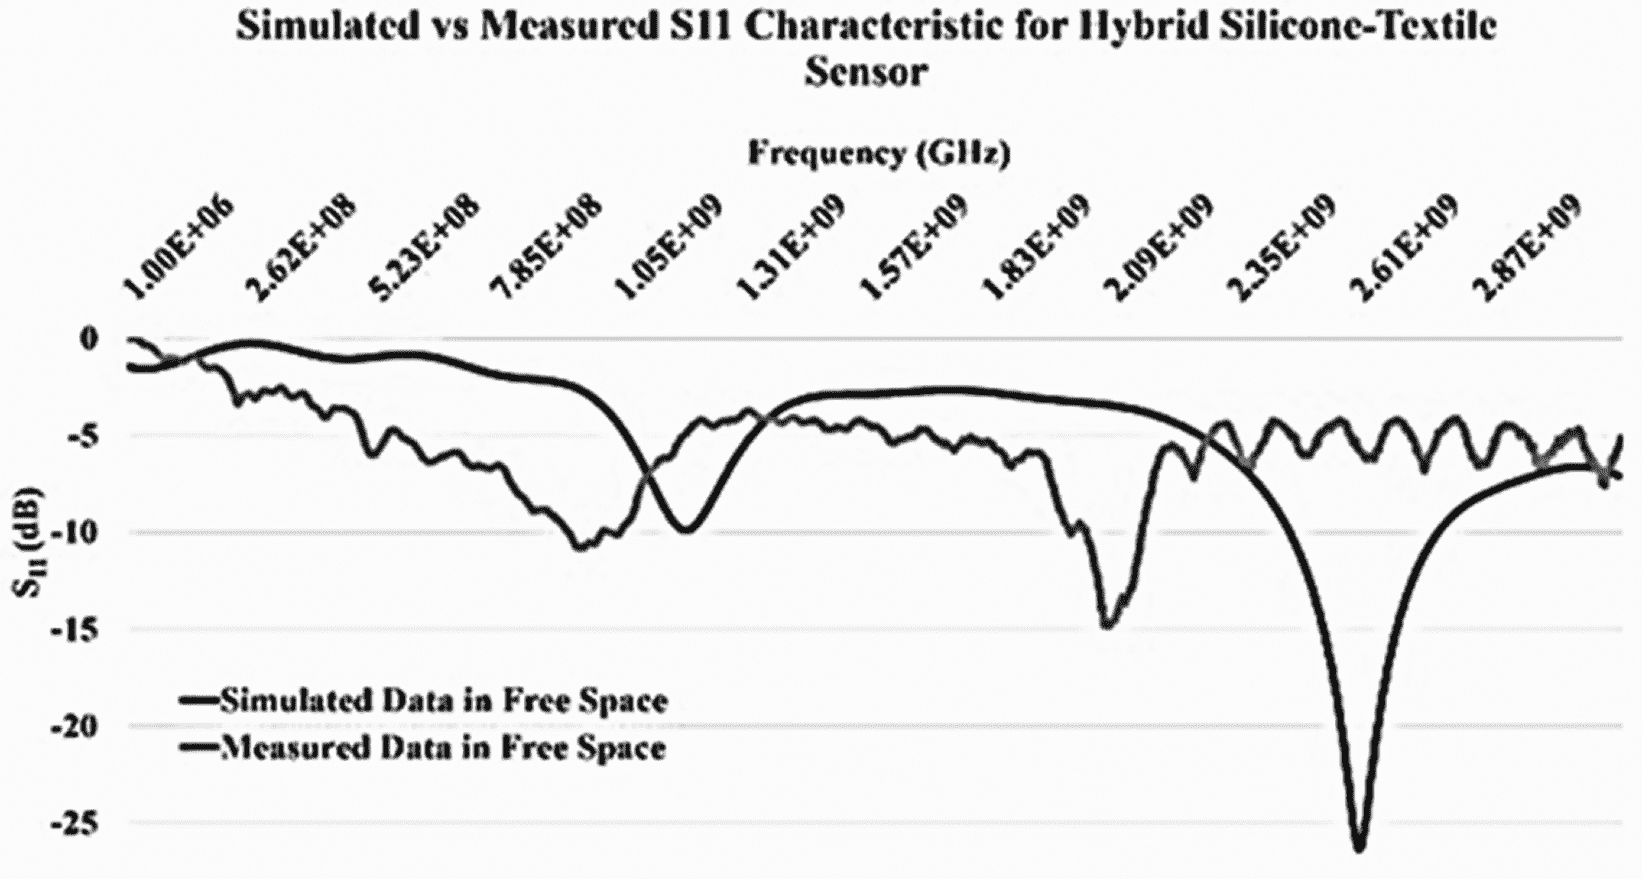 Simulated vs Measured S11 Characteristic for Hybrid Silicone-Textile
Sensor
Frequency (GHz)
1.00E+06
2.62E+08
5.23E+08
7.85E+08
1.05E+09
1.31E+09
1.57E+09
1.83E+09
2.09E+09
2.35E+09
2.61E+09
2.87E+09
0
-5
-10
-15
-20
-25
S11 (dB)
Simulated Data in Free Space
Measured Data in Free Space